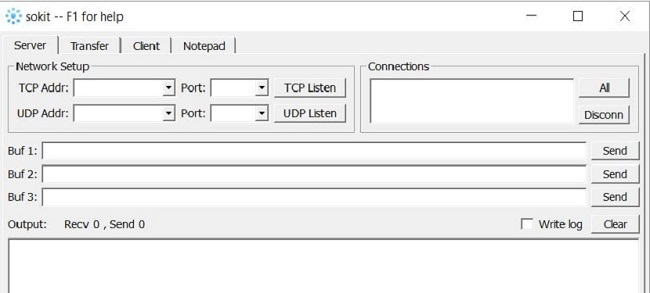 sokit -- F1 for help
Server Transfer Client Notepad
Network Setup
TCP Addr: Port: TCP Listen
UDP Addr: Port: UDP Listen
Connections
All
Disconn
Buf 1: Send
Buf 2: Send
Buf 3: Send
Output: Recv 0 , Send 0 Write log Clear